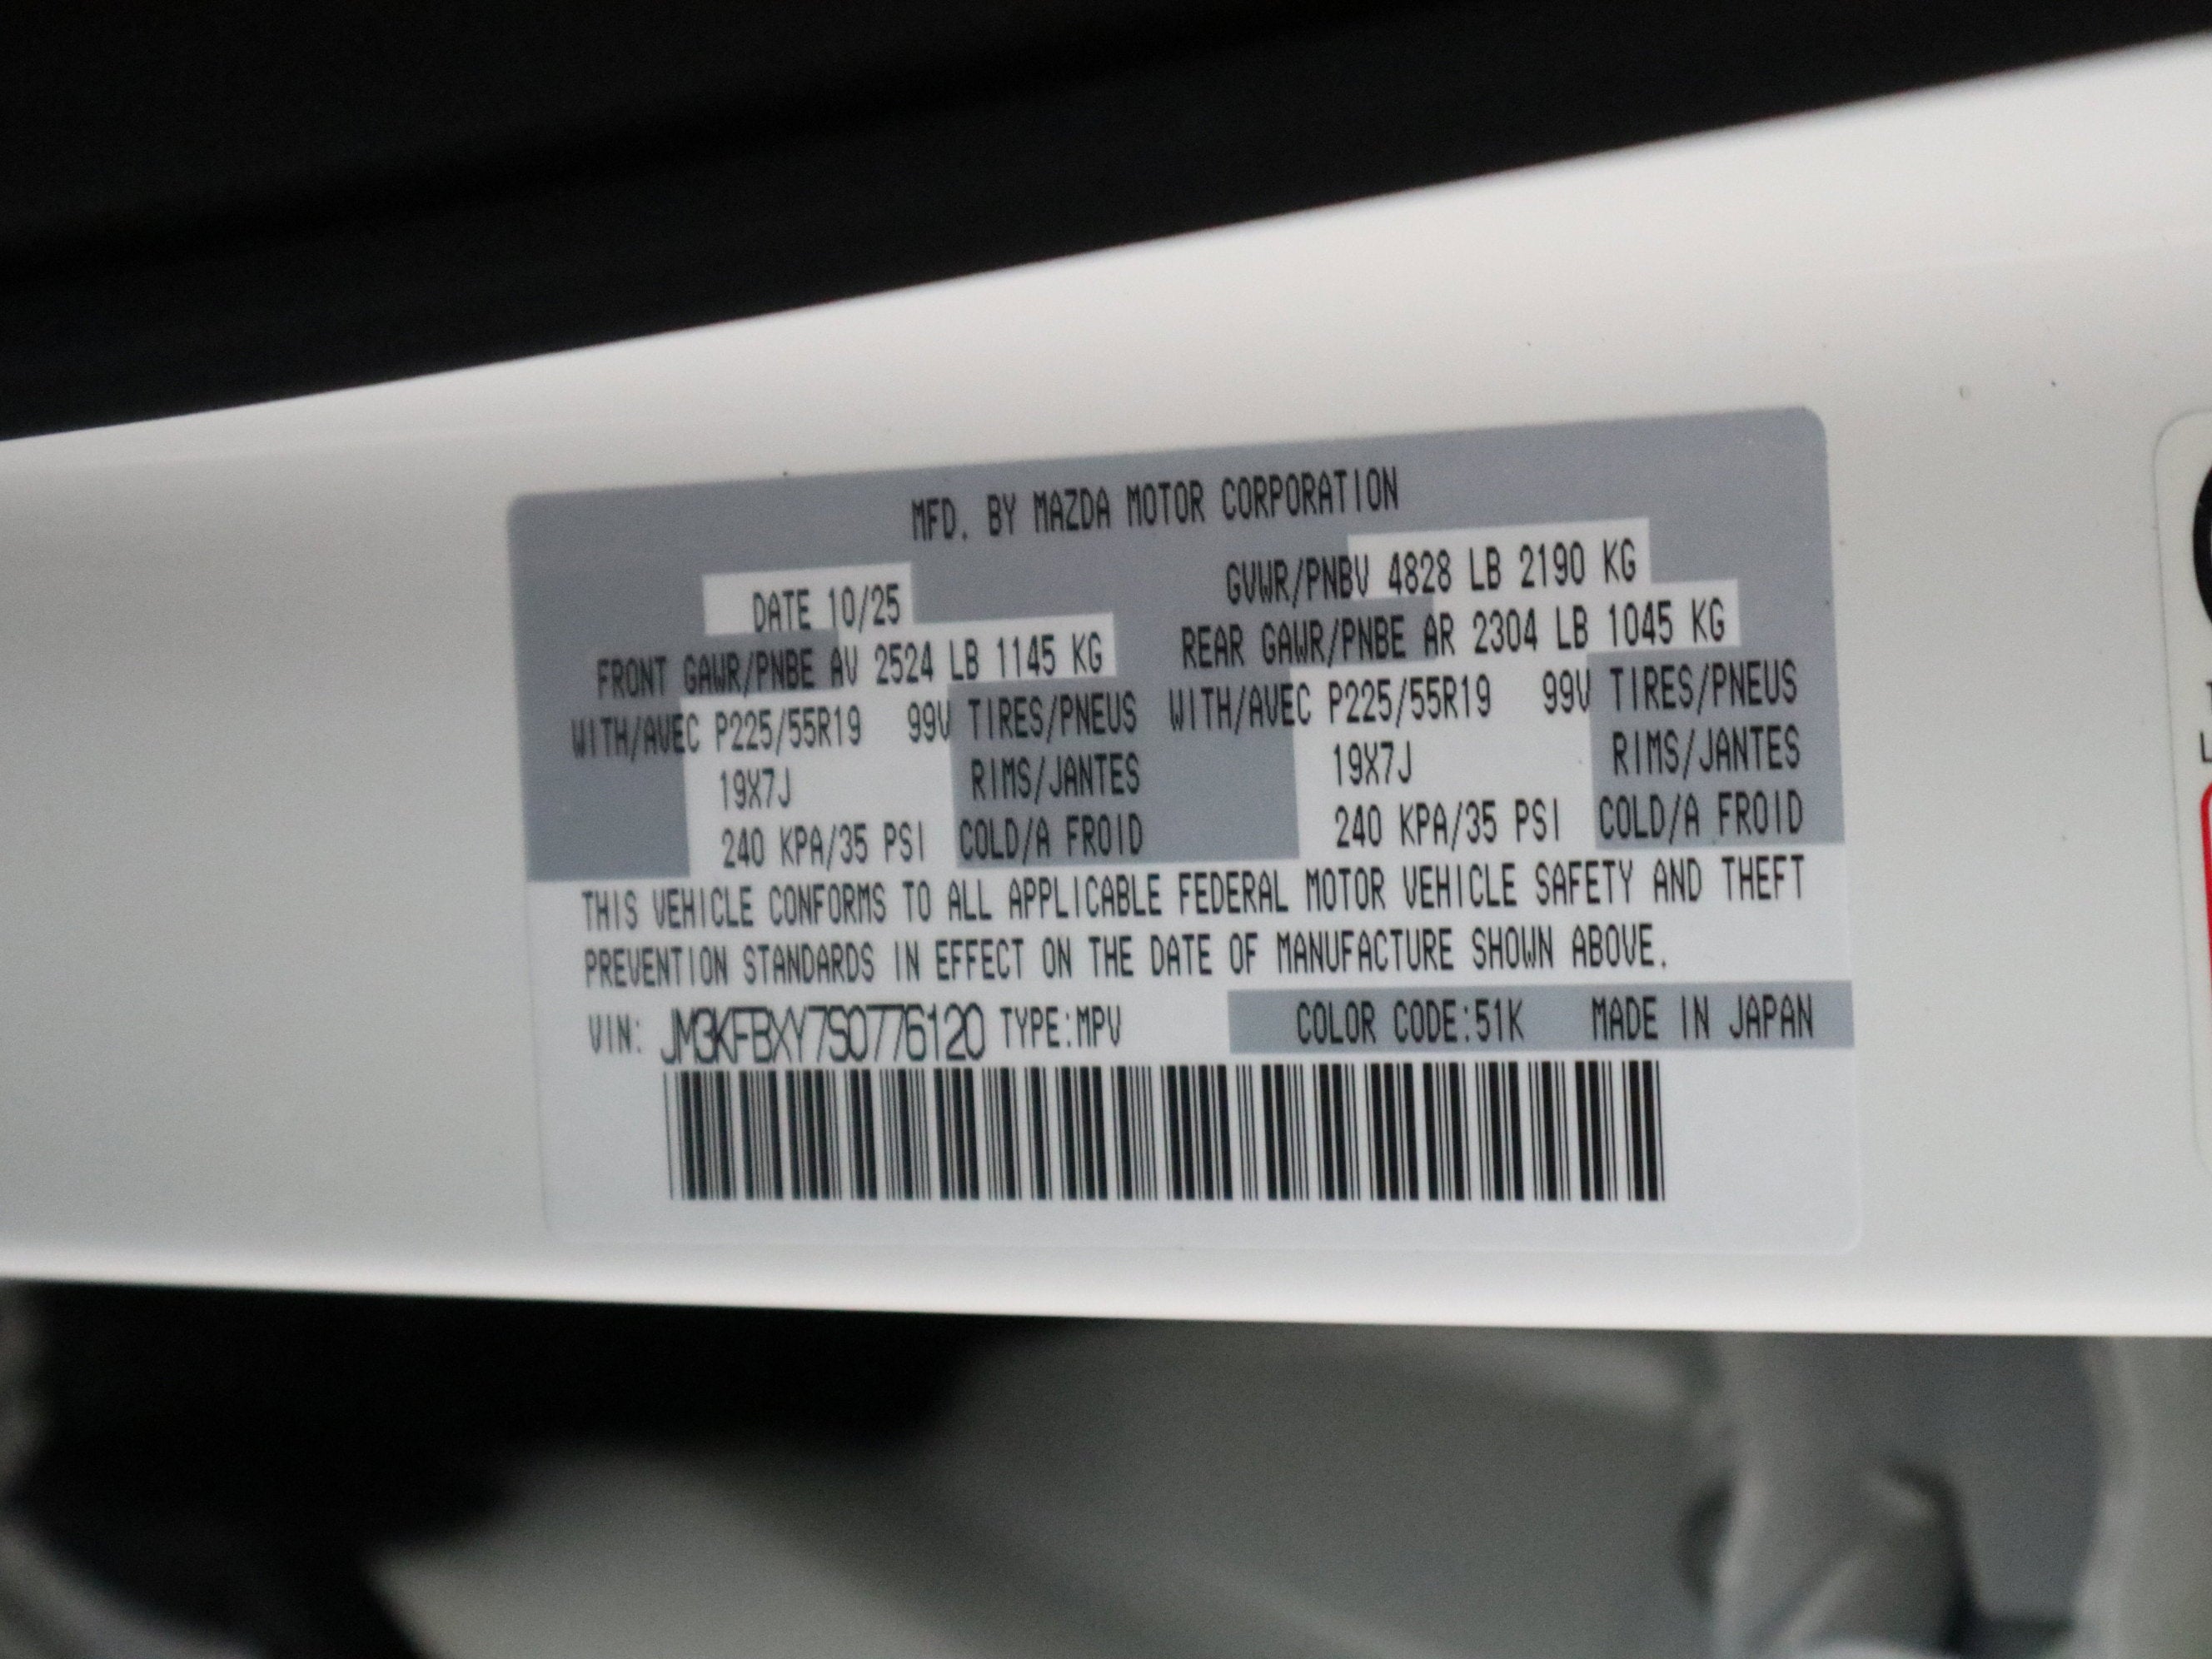 MFD. BY MAZDA MOTOR CORPORATION
DATE 10/25 GVWR/PNBV 4828 LB 2190 KG
FRONT GAWR/PNBE AV 2524 LB 1145 KG REAR GAWR/PNBE AR 2304 LB 1045 KG
WITH/AVEC P225/55R19 99V TIRES/PNEUS WITH/AVEC P225/55R19 99V TIRES/PNEUS
19X7J RIMS/JANTES 19X7J RIMS/JANTES
240 KPA/35 PSI COLD/A FROID 240 KPA/35 PSI COLD/A FROID
THIS VEHICLE CONFORMS TO ALL APPLICABLE FEDERAL MOTOR VEHICLE SAFETY AND THEFT
PREVENTION STANDARDS IN EFFECT ON THE DATE OF MANUFACTURE SHOWN ABOVE.
VIN: JM3KFBXY7S0776120 TYPE:MPV COLOR CODE:51K MADE IN JAPAN